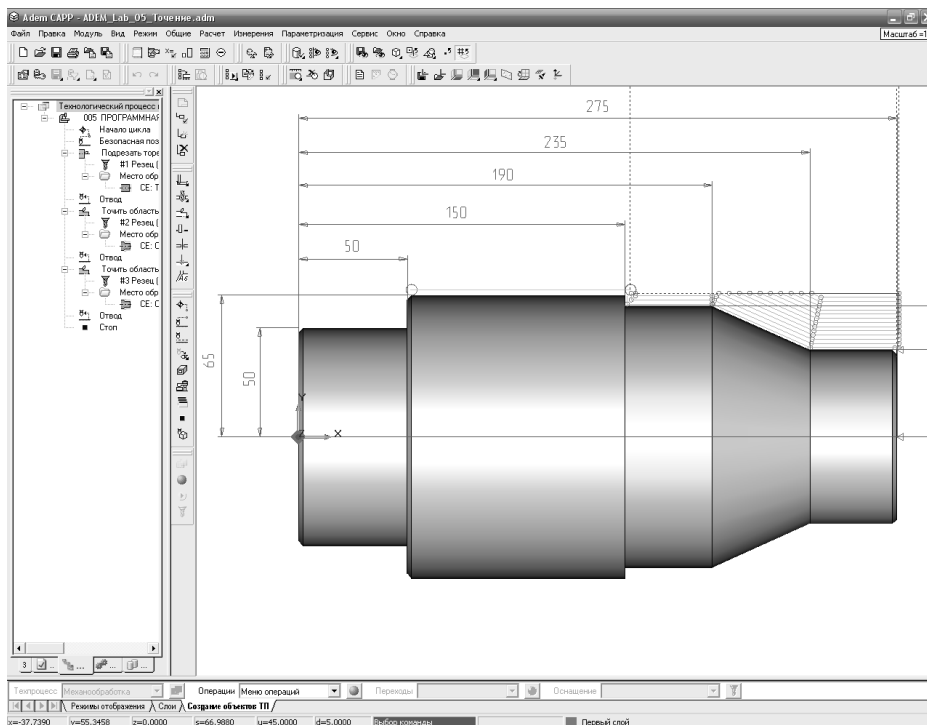 Adem CAPP - ADEM_Lab_05_Точение.adm
Файл Правка Модуль Вид Режим Общие Расчет Измерения Параметризация Сервис Окно Справка
Масштаб =1
Технологический процесс
005 ПРОГРАММНАЯ
Начало цикла
Безопасная поз
Подрезать торе
#1 Резец (
Место обр
CE: Т
Отвод
Точить область
#2 Резец (
Место обр
CE: С
Отвод
Точить область
#3 Резец (
Место обр
CE: С
Отвод
Стоп
275
235
190
150
50
65
50
Y
Z
X
3
Техпроцесс Механообработка Операции Меню операций Переходы Оснащение
Режимы отображения Слои Создание объектов ТП
x=-37.7390 y=55.3458 z=0.0000 s=66.9880 u=45.0000 d=5.0000 Выбор команды Первый слой